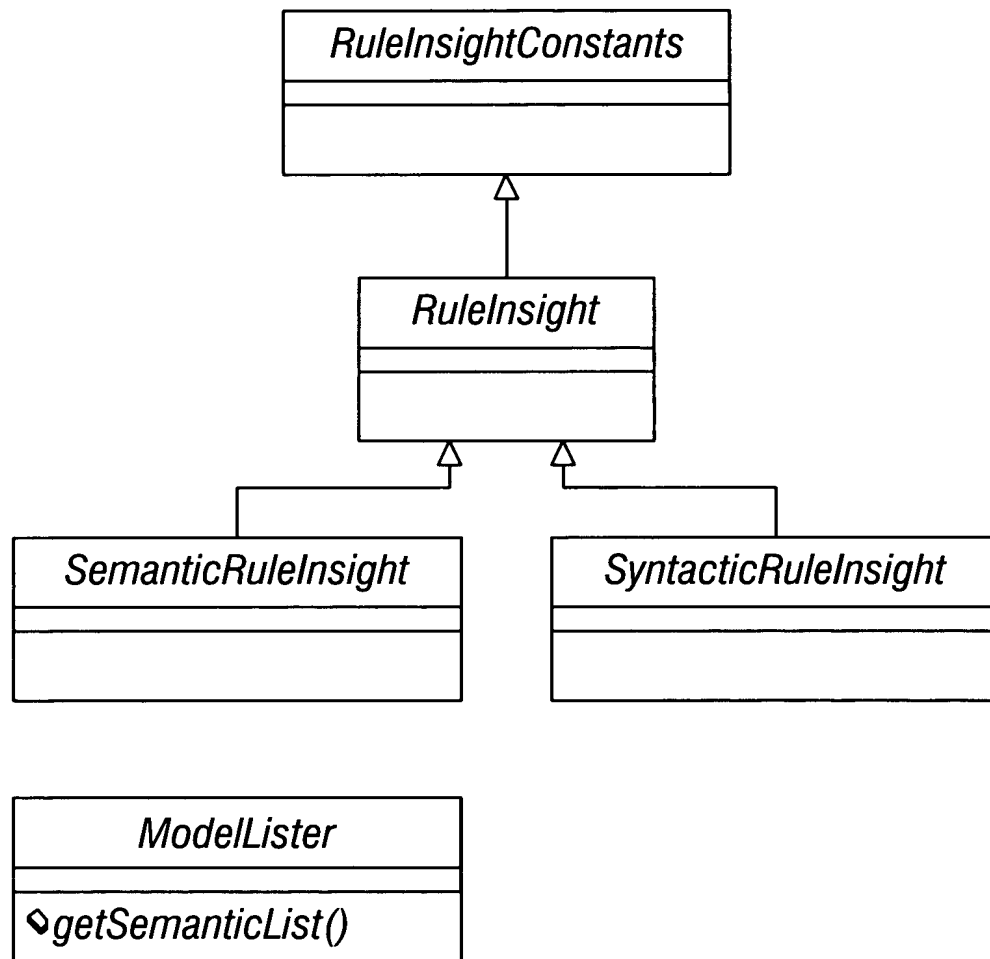 RuleInsightConstants
RuleInsight
SemanticRuleInsight
SyntacticRuleInsight
ModelLister
getSemanticList()